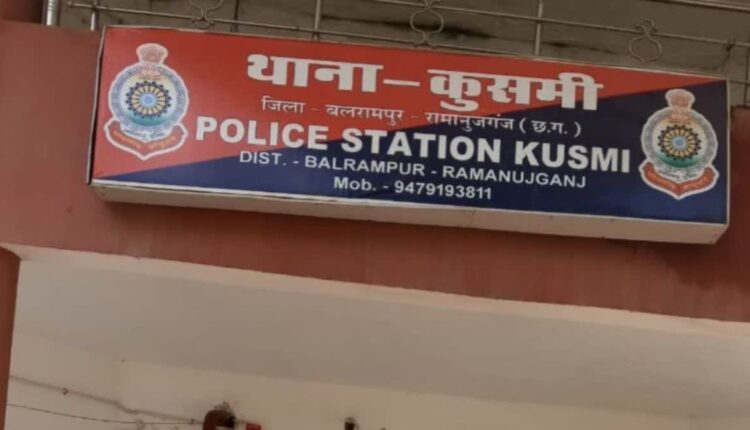 थाना - कुसमी
जिला - बलरामपुर - रामानुजगंज ( छ.ग. )
POLICE STATION KUSMI
DIST. - BALRAMPUR - RAMANUJGANJ
Mob. - 9479193811